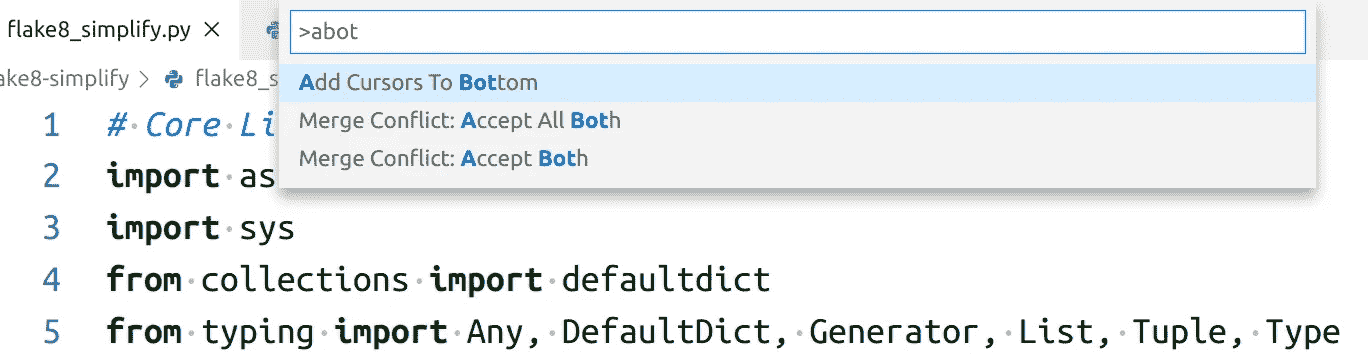 flake8_simplify.py
>abot
Add Cursors To Bottom
Merge Conflict: Accept All Both
Merge Conflict: Accept Both
ake8-simplify > flake8_s
1 # Core Li
2 import as
3 import sys
4 from collections import defaultdict
5 from typing import Any, DefaultDict, Generator, List, Tuple, Type